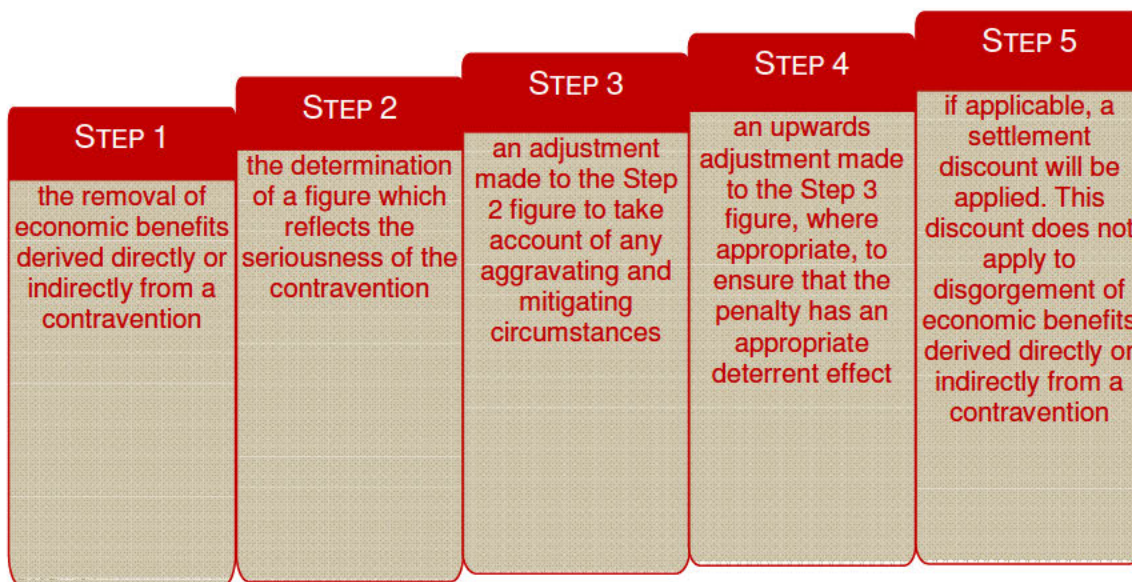 STEP 1
the removal of
economic benefits
derived directly or
indirectly from a
contravention
STEP 2
the determination
of a figure which
reflects the
seriousness of the
contravention
STEP 3
an adjustment
made to the Step
2 figure to take
account of any
aggravating and
mitigating
circumstances
STEP 4
an upwards
adjustment made
to the Step 3
figure, where
appropriate, to
ensure that the
penalty has an
appropriate
deterrent effect
STEP 5
if applicable, a
settlement
discount will be
applied. This
discount does not
apply to
disgorgement of
economic benefits
derived directly or
indirectly from a
contravention